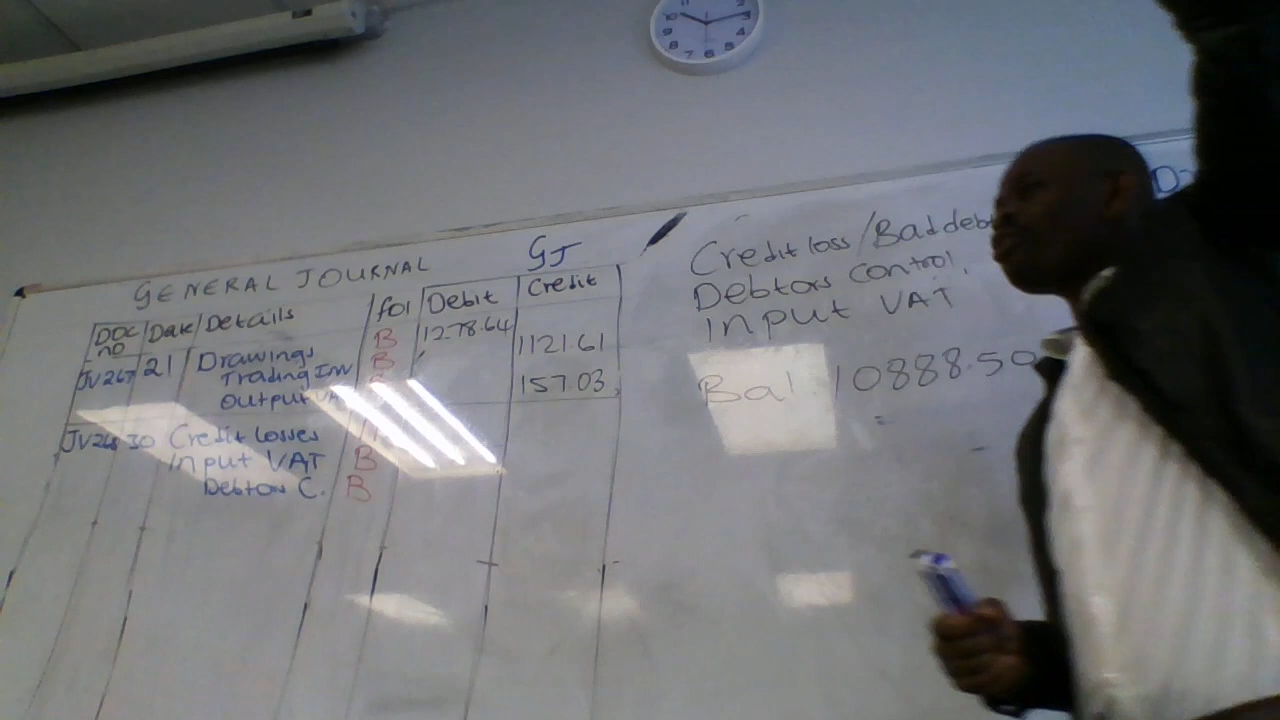 GJ
GENERAL JOURNAL
DOC no Date Details fol Debit Credit
JV267 21 Drawings B 1278.64
Trading Inv B 1121.61
Output 157.03
30 Credit losses
Input VAT B
Debtors C. B
Credit loss/Bad debt
Debtors Control,
Input VAT
Bal 10888.50